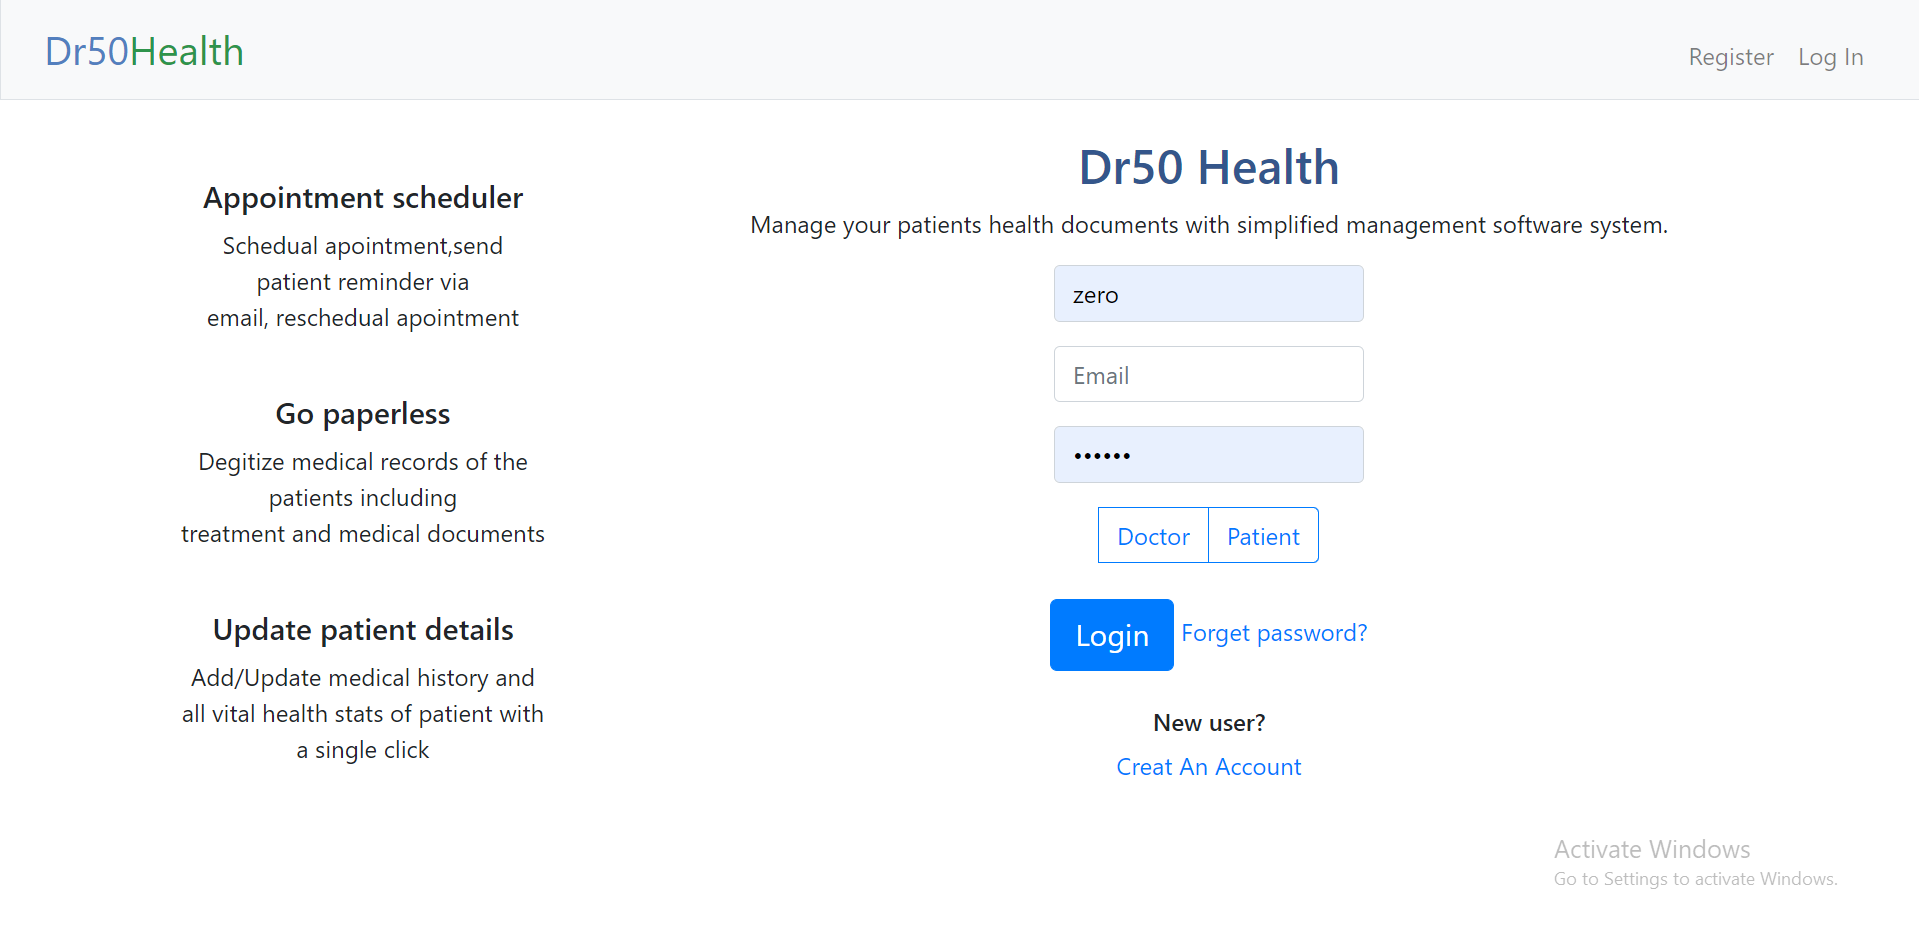 Dr50Health
Register Log In
Appointment scheduler
Schedual apointment,send
patient reminder via
email, reschedual apointment
Go paperless
Degitize medical records of the
patients including
treatment and medical documents
Update patient details
Add/Update medical history and
all vital health stats of patient with
a single click
Dr50 Health
Manage your patients health documents with simplified management software system.
zero
Email
••••••
Doctor Patient
Login Forget password?
New user?
Creat An Account
Activate Windows
Go to Settings to activate Windows.